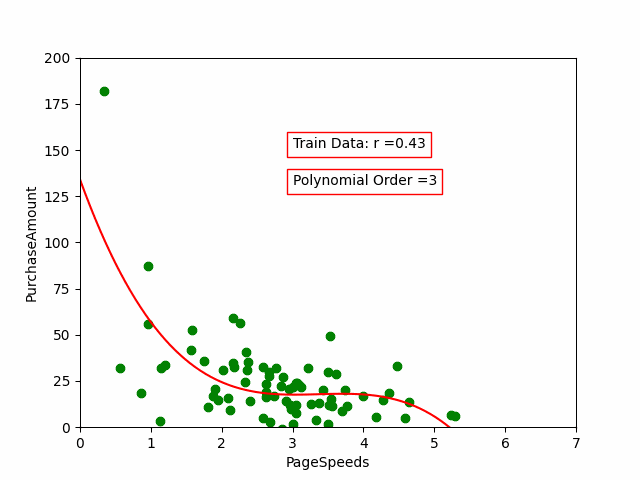 200
175
150
125
100
75
50
25
0
PurchaseAmount
Train Data: r =0.43
Polynomial Order =3
0 1 2 3 4 5 6 7
PageSpeeds